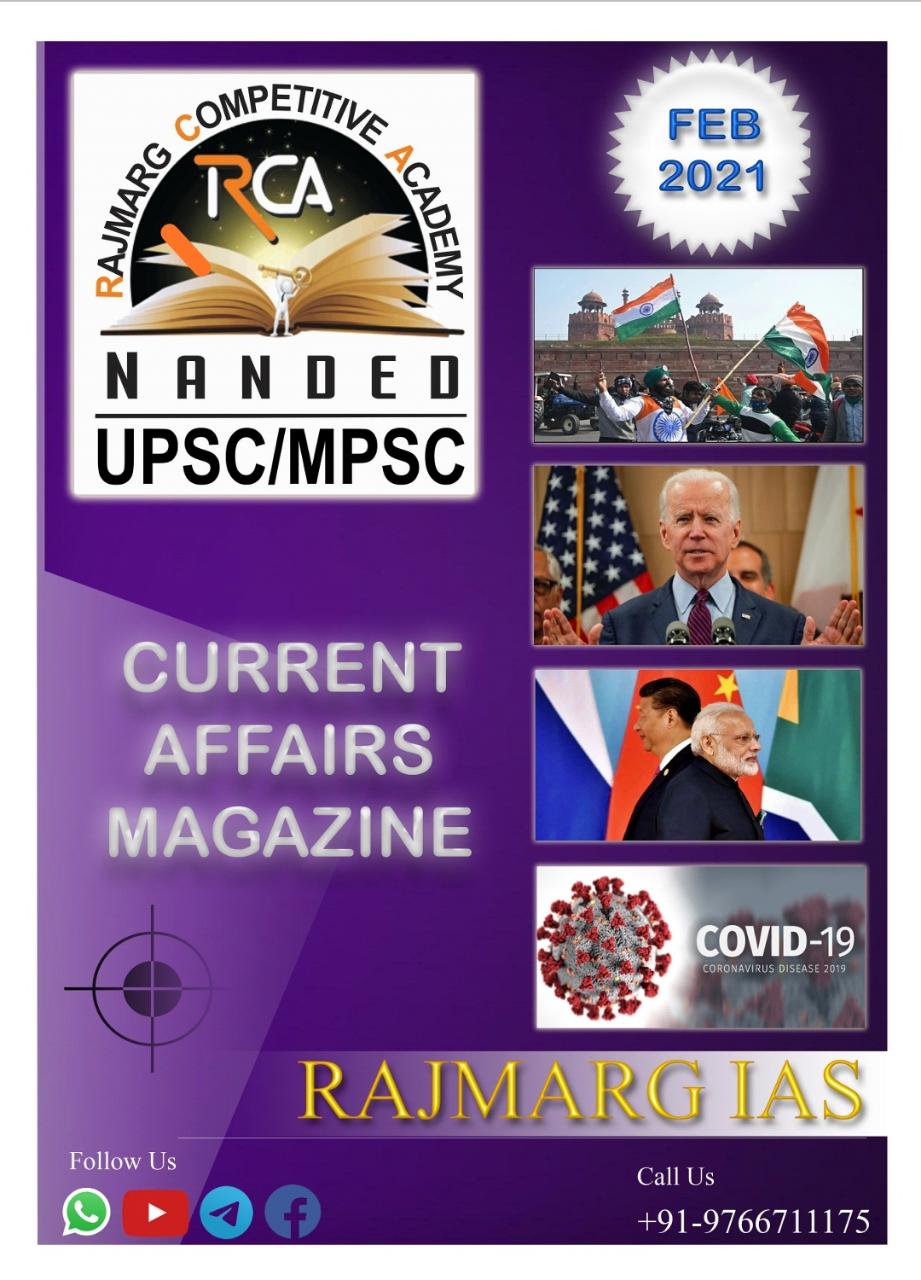 RAJMARG COMPETITIVE ACADEMY
RCA
NANDED
UPSC/MPSC
FEB
2021
CURRENT
AFFAIRS
MAGAZINE
COVID-19
CORONAVIRUS DISEASE 2019
RAJMARG IAS
Follow Us
Call Us
+91-9766711175